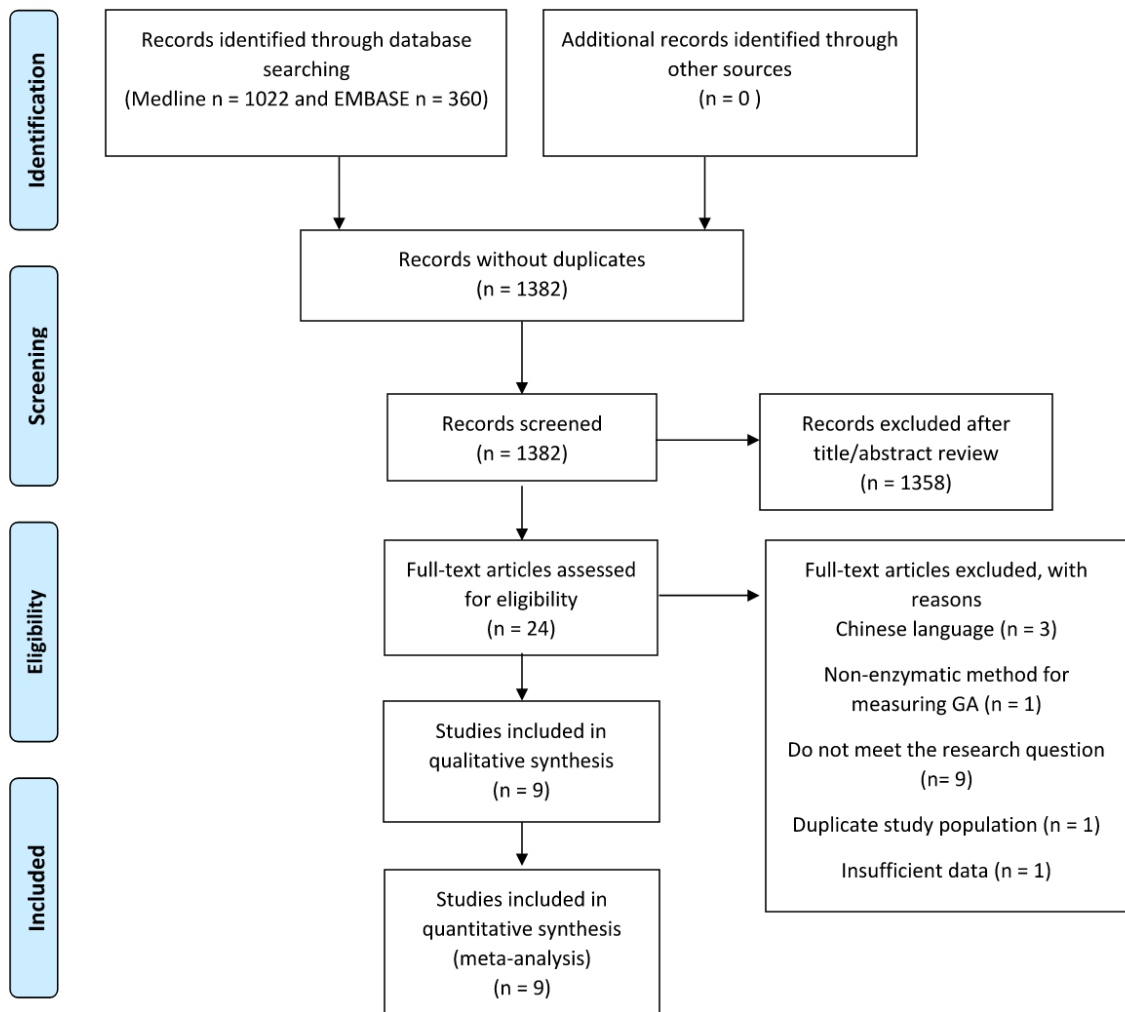 Identification
Records identified through database
searching
(Medline n = 1022 and EMBASE n = 360)
Additional records identified through
other sources
(n = 0 )
Records without duplicates
(n = 1382)
Screening
Records screened
(n = 1382)
Records excluded after
title/abstract review
(n = 1358)
Eligibility
Full-text articles assessed
for eligibility
(n = 24)
Full-text articles excluded, with
reasons
Chinese language (n = 3)
Non-enzymatic method for
measuring GA (n = 1)
Do not meet the research question
(n= 9)
Duplicate study population (n = 1)
Insufficient data (n = 1)
Studies included in
qualitative synthesis
(n = 9)
Included
Studies included in
quantitative synthesis
(meta-analysis)
(n = 9)